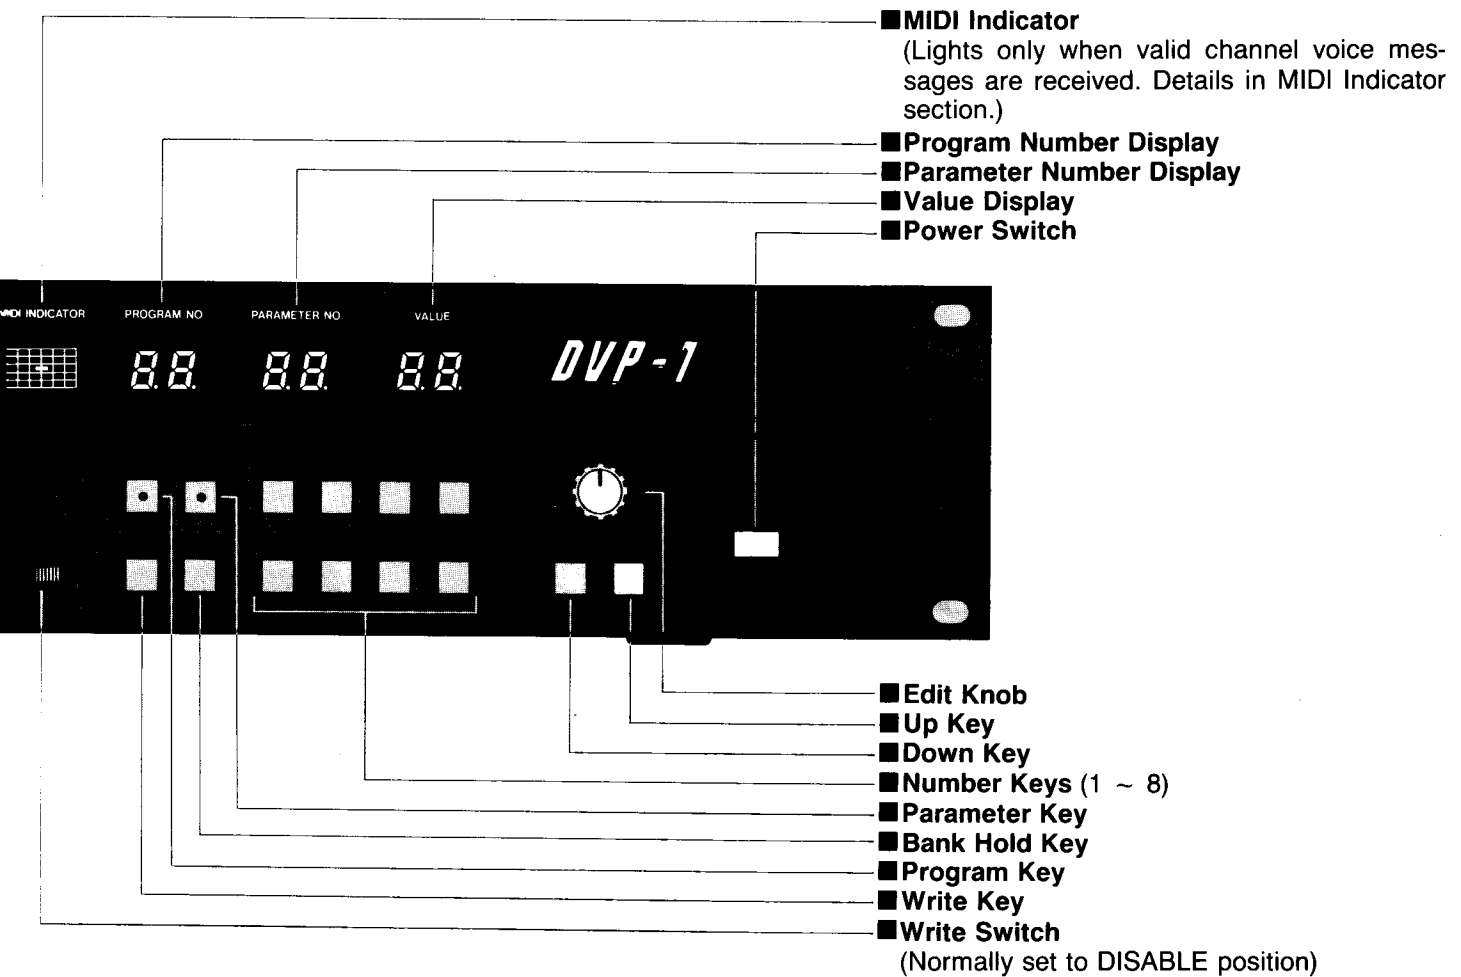 ■MIDI Indicator
(Lights only when valid channel voice mes-
sages are received. Details in MIDI Indicator
section.)
■Program Number Display
■Parameter Number Display
■Value Display
■Power Switch
MIDI INDICATOR PROGRAM NO PARAMETER NO. VALUE
8.8. 8.8. 8.8. DVP-1
■Edit Knob
■Up Key
■Down Key
■Number Keys (1 ~ 8)
■Parameter Key
■Bank Hold Key
■Program Key
■Write Key
■Write Switch
(Normally set to DISABLE position)